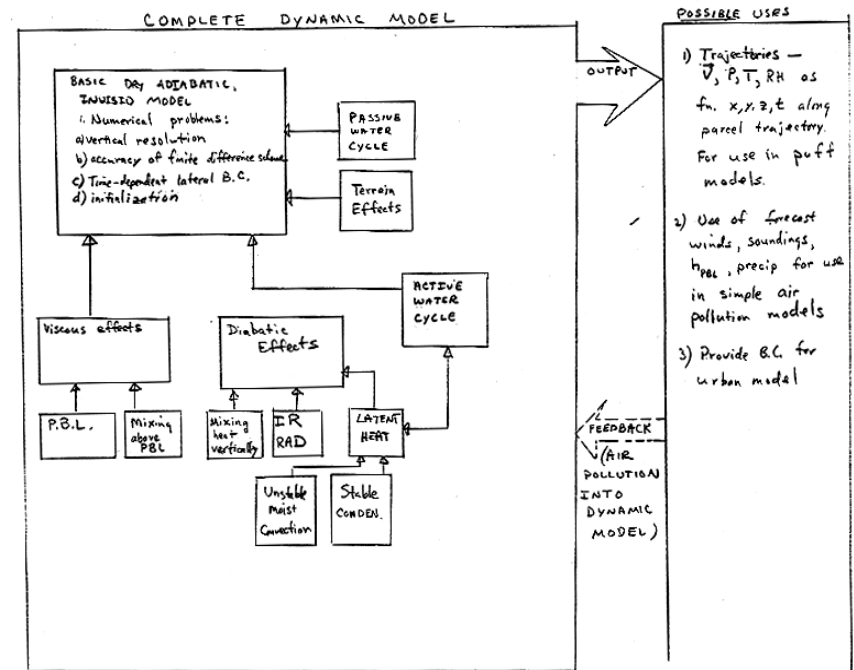 COMPLETE DYNAMIC MODEL
BASIC DRY ADIABATIC,
INVISID MODEL
1. Numerical problems:
a) vertical resolution
b) accuracy of finite difference scheme
c) Time-dependent lateral B.C.
d) initialization
PASSIVE
WATER
CYCLE
Terrain
Effects
ACTIVE
WATER
CYCLE
Viscous effects
Diabatic
Effects
P.B.L.
Mixing
above
PBL
Mixing
heat
vertically
IR
RAD
LATENT
HEAT
Unstable
Moist
Convection
Stable
CONDEN.
OUTPUT
FEEDBACK
(AIR
POLLUTION
INTO
DYNAMIC
MODEL)
POSSIBLE USES
1) Trajectories —
V, P, T, RH as
fn. x, y, z, t along
parcel trajectory.
For use in puff
models.
2) Use of forecast
winds, soundings,
hPBL, precip for use
in simple air
pollution models
3) Provide B.C. for
urban model